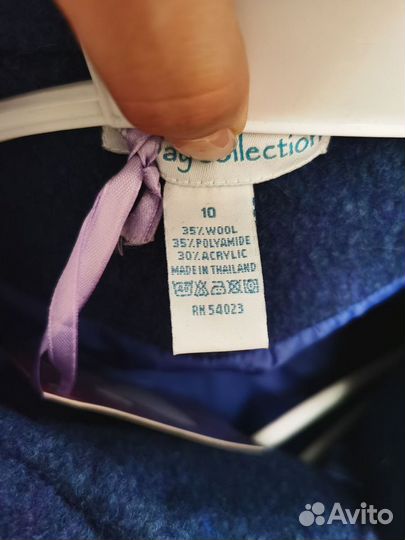 Collection
10
35% WOOL
35% POLYAMIDE
30% ACRYLIC
MADE IN THAILAND
RN 54023
Avito